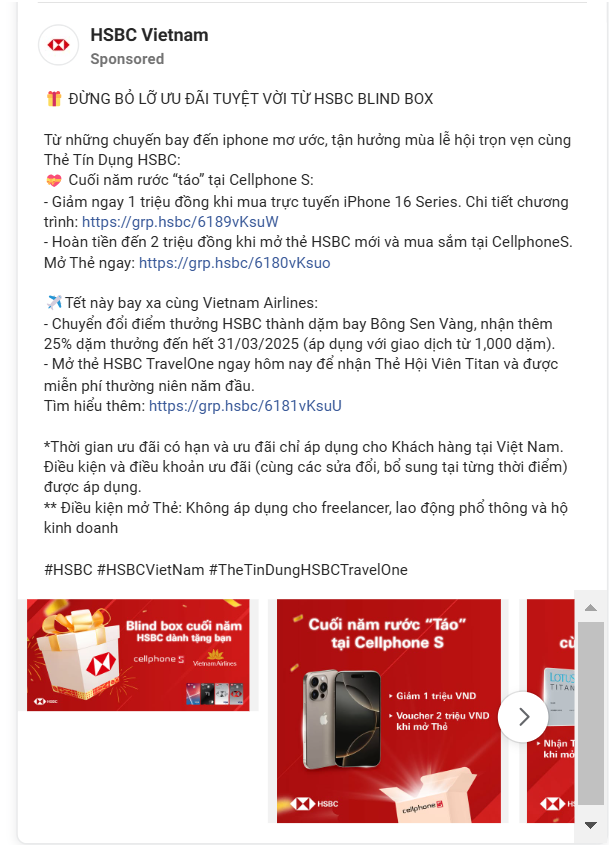 HSBC Vietnam
Sponsored
🎁 ĐỪNG BỎ LỠ ƯU ĐÃI TUYỆT VỜI TỪ HSBC BLIND BOX
Từ những chuyến bay đến iphone mơ ước, tận hưởng mùa lễ hội trọn vẹn cùng
Thẻ Tín Dụng HSBC:
💝 Cuối năm rước “táo” tại Cellphone S:
- Giảm ngay 1 triệu đồng khi mua trực tuyến iPhone 16 Series. Chi tiết chương
trình: https://grp.hsbc/6189vKsuW
- Hoàn tiền đến 2 triệu đồng khi mở thẻ HSBC mới và mua sắm tại CellphoneS.
Mở Thẻ ngay: https://grp.hsbc/6180vKsuo
✈️Tết này bay xa cùng Vietnam Airlines:
- Chuyển đổi điểm thưởng HSBC thành dặm bay Bông Sen Vàng, nhận thêm
25% dặm thưởng đến hết 31/03/2025 (áp dụng với giao dịch từ 1,000 dặm).
- Mở thẻ HSBC TravelOne ngay hôm nay để nhận Thẻ Hội Viên Titan và được
miễn phí thường niên năm đầu.
Tìm hiểu thêm: https://grp.hsbc/6181vKsuU
*Thời gian ưu đãi có hạn và ưu đãi chỉ áp dụng cho Khách hàng tại Việt Nam.
Điều kiện và điều khoản ưu đãi (cùng các sửa đổi, bổ sung tại từng thời điểm)
được áp dụng.
** Điều kiện mở Thẻ: Không áp dụng cho freelancer, lao động phổ thông và hộ
kinh doanh
#HSBC #HSBCVietNam #TheTinDungHSBCTravelOne
Blind box cuối năm
HSBC dành tặng bạn
cellphone S
Vietnam Airlines
HSBC
Cuối năm rước “Táo”
tại Cellphone S
‣ Giảm 1 triệu VND
‣ Voucher 2 triệu VND
khi mở Thẻ
cellphone S
HSBC
cù
LOTUS
TITAN
‣ Nhận T
khi mở
HSBC